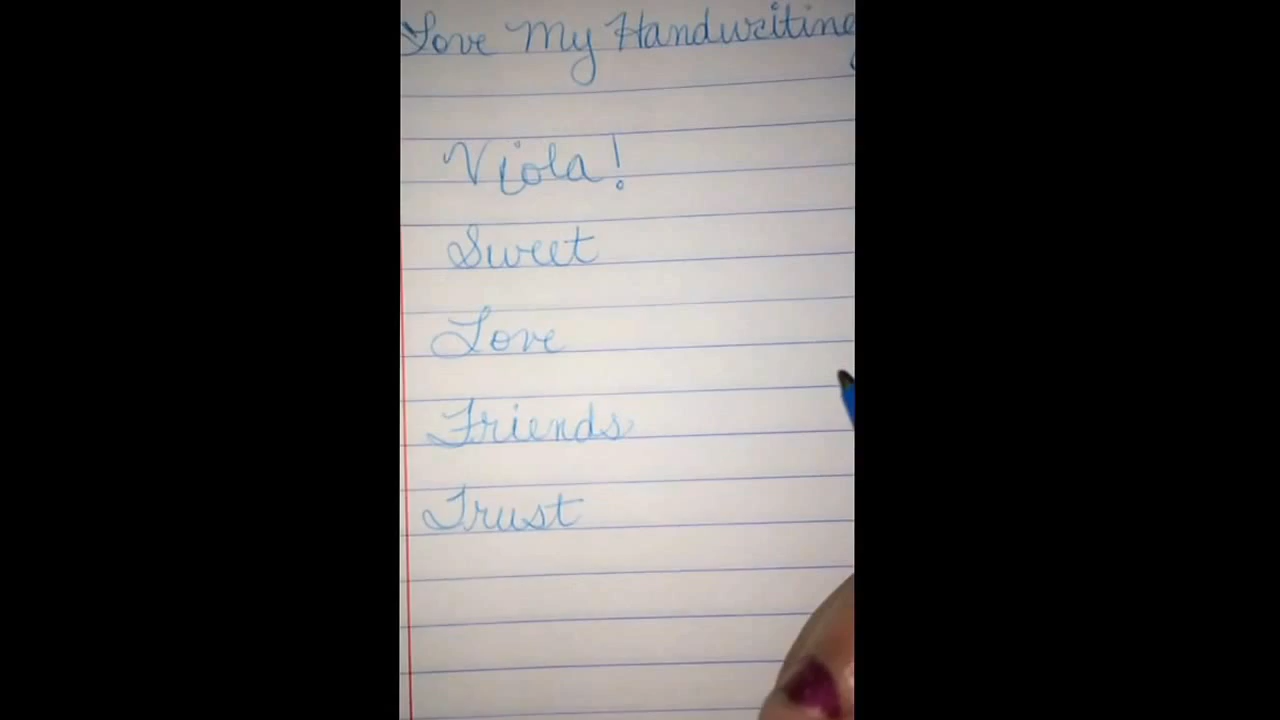 Love My Handwriting
Viola!
Sweet
Love
Friends
Trust